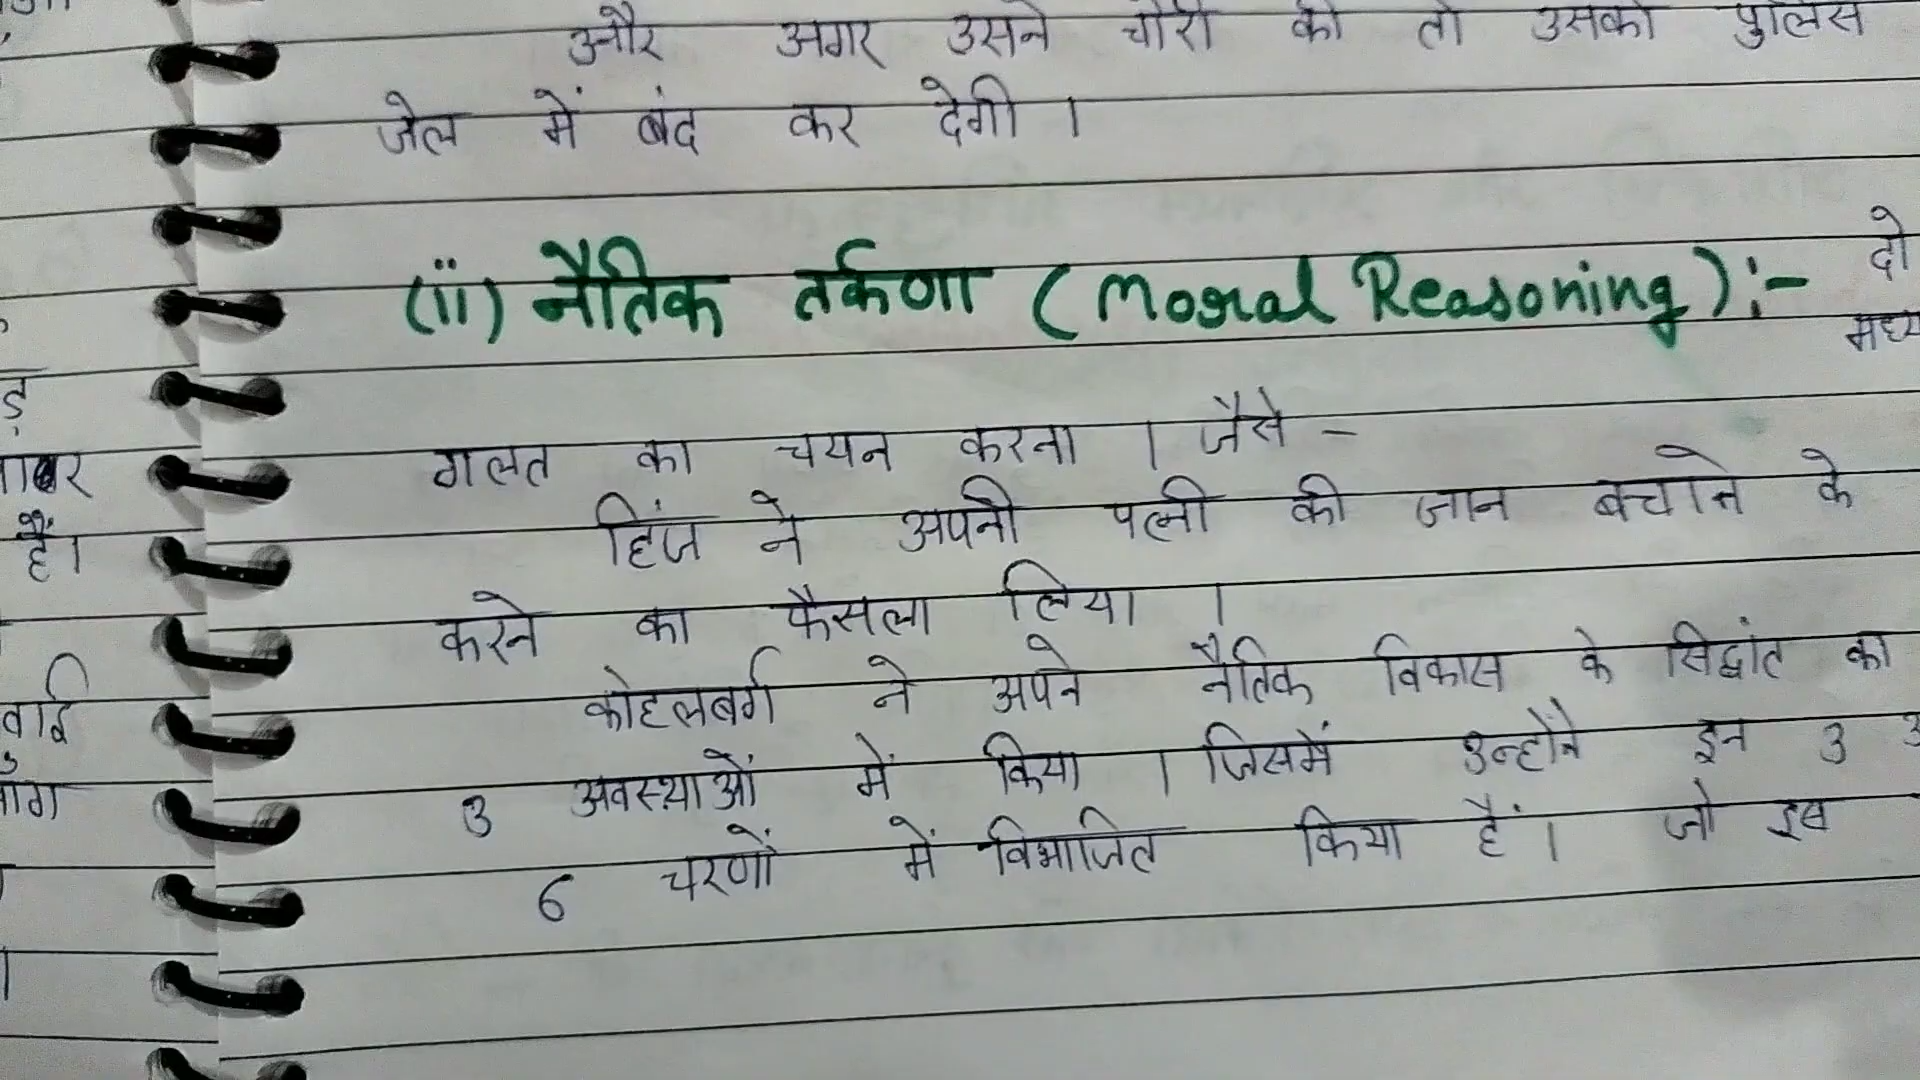 और अगर उसने चोरी की तो उसको पुलिस
जेल में बंद कर देगी ।
(ii) नैतिक तर्कणा (Moral Reasoning):- दो
मध्य
गलत का चयन करना । जैसे -
हिंज ने अपनी पत्नी की जान बचाने के
करने का फैसला लिया ।
कोहलबर्ग ने अपने नैतिक विकास के सिद्धांत का
3 अवस्थाओं में किया । जिसमें उन्होंने इन 3
6 चरणों में विभाजित किया हैं । जो इस
हैं ।